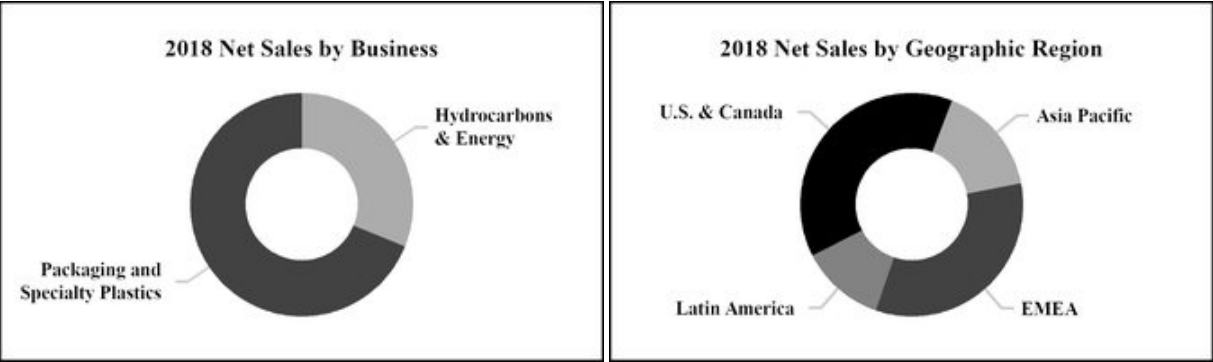 2018 Net Sales by Business
Hydrocarbons
& Energy
Packaging and
Specialty Plastics
2018 Net Sales by Geographic Region
U.S. & Canada
Asia Pacific
Latin America
EMEA